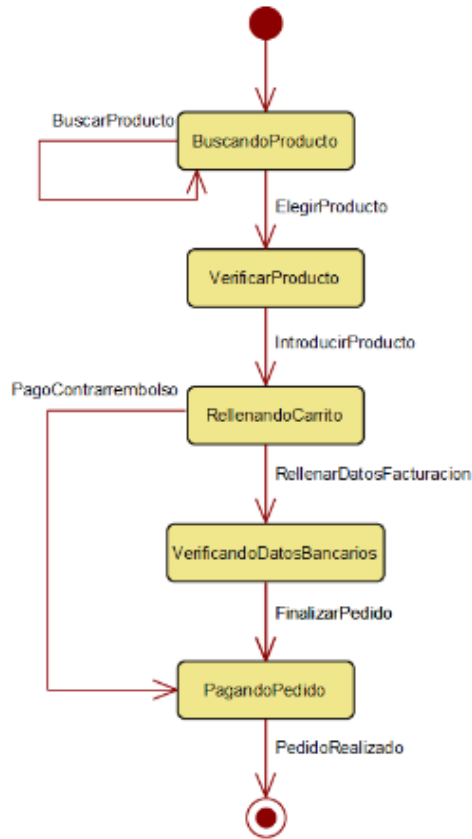 BuscarProducto
BuscandoProducto
ElegirProducto
VerificarProducto
IntroducirProducto
PagoContrarrembolso
RellenandoCarrito
RellenarDatosFacturacion
VerificandoDatosBancarios
FinalizarPedido
PagandoPedido
PedidoRealizado